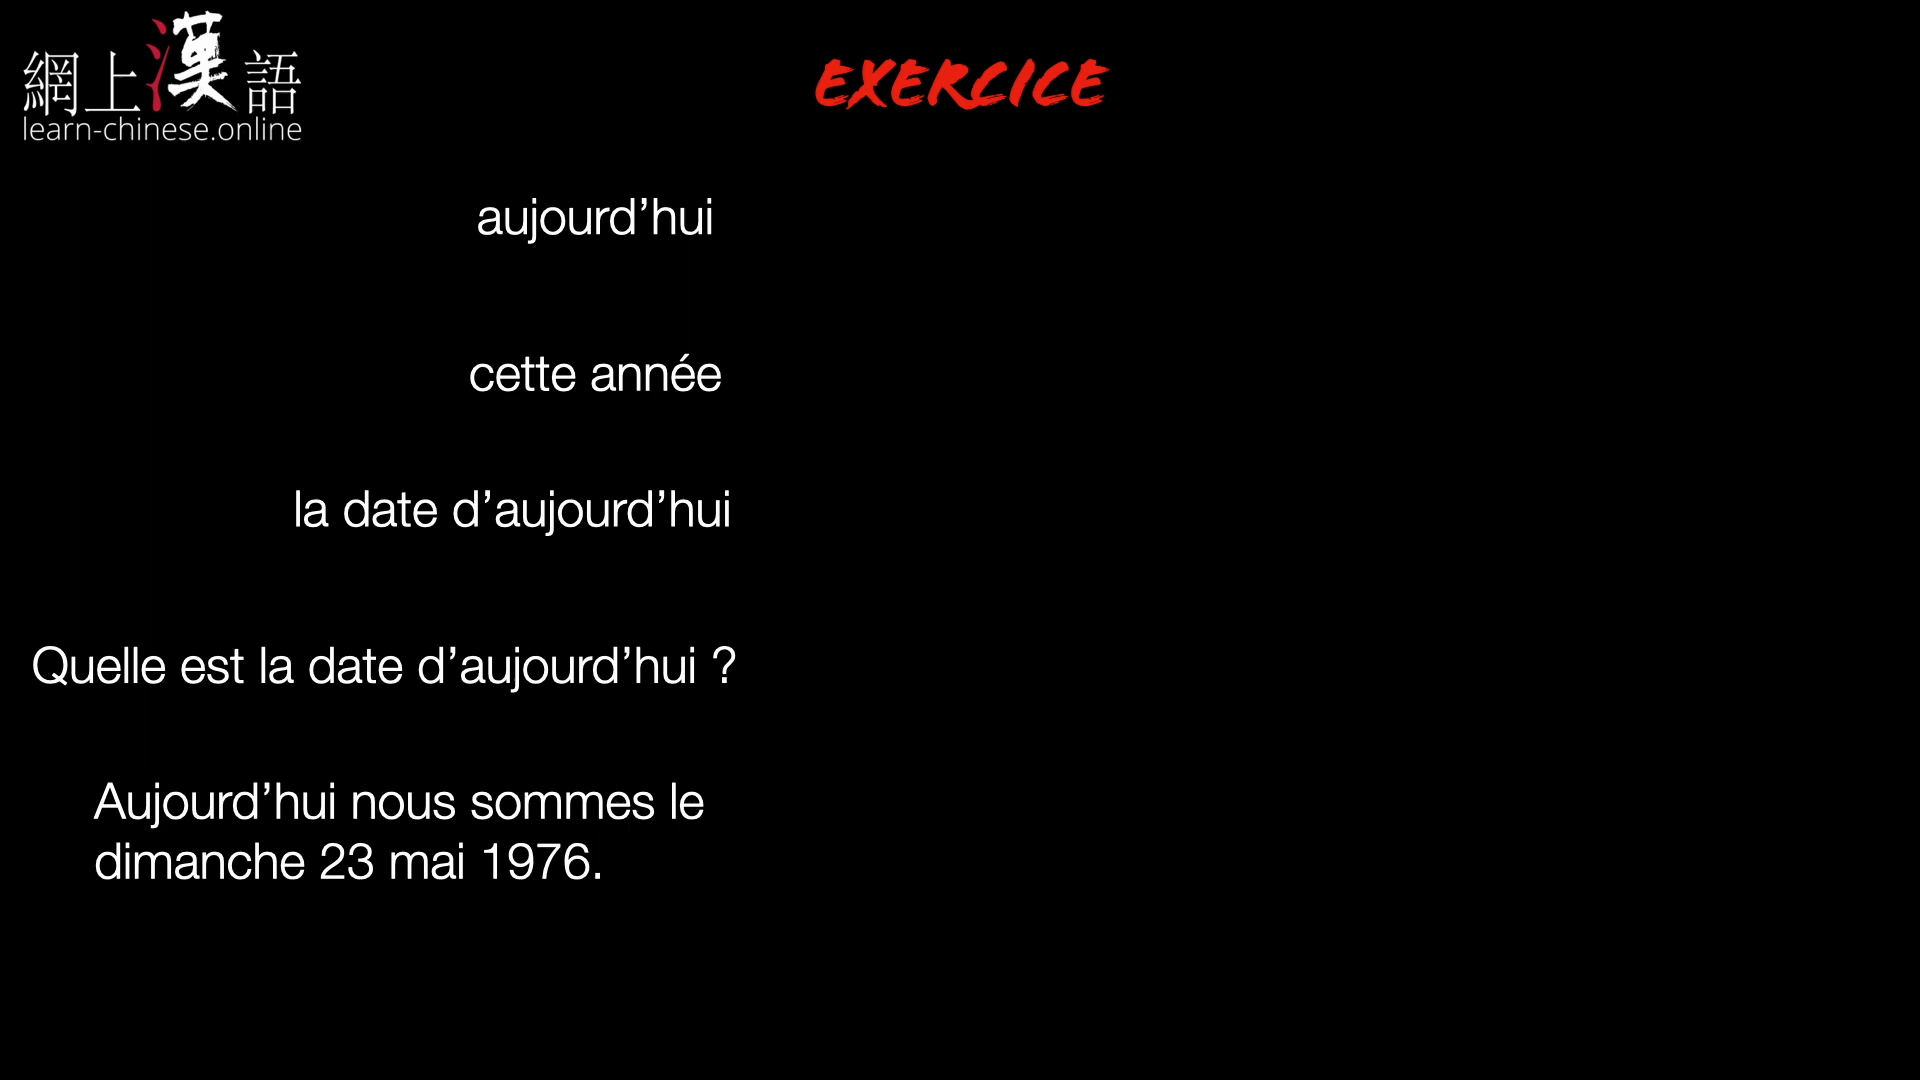 網上漢語
learn-chinese.online
EXERCICE
aujourd’hui
cette année
la date d’aujourd’hui
Quelle est la date d’aujourd’hui ?
Aujourd’hui nous sommes le
dimanche 23 mai 1976.